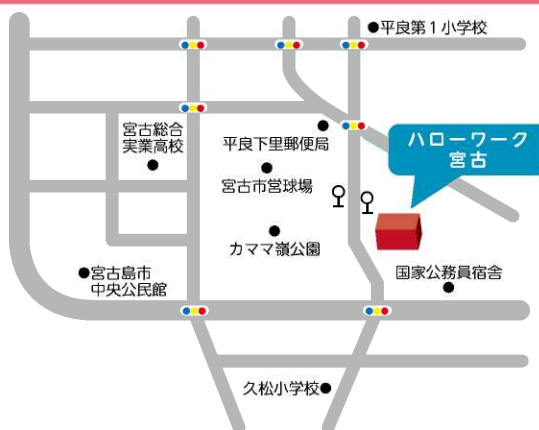 平良第1小学校
宮古総合
実業高校
平良下里郵便局
ハローワーク
宮古
宮古市営球場
カママ嶺公園
宮古島市
中央公民館
国家公務員宿舎
久松小学校